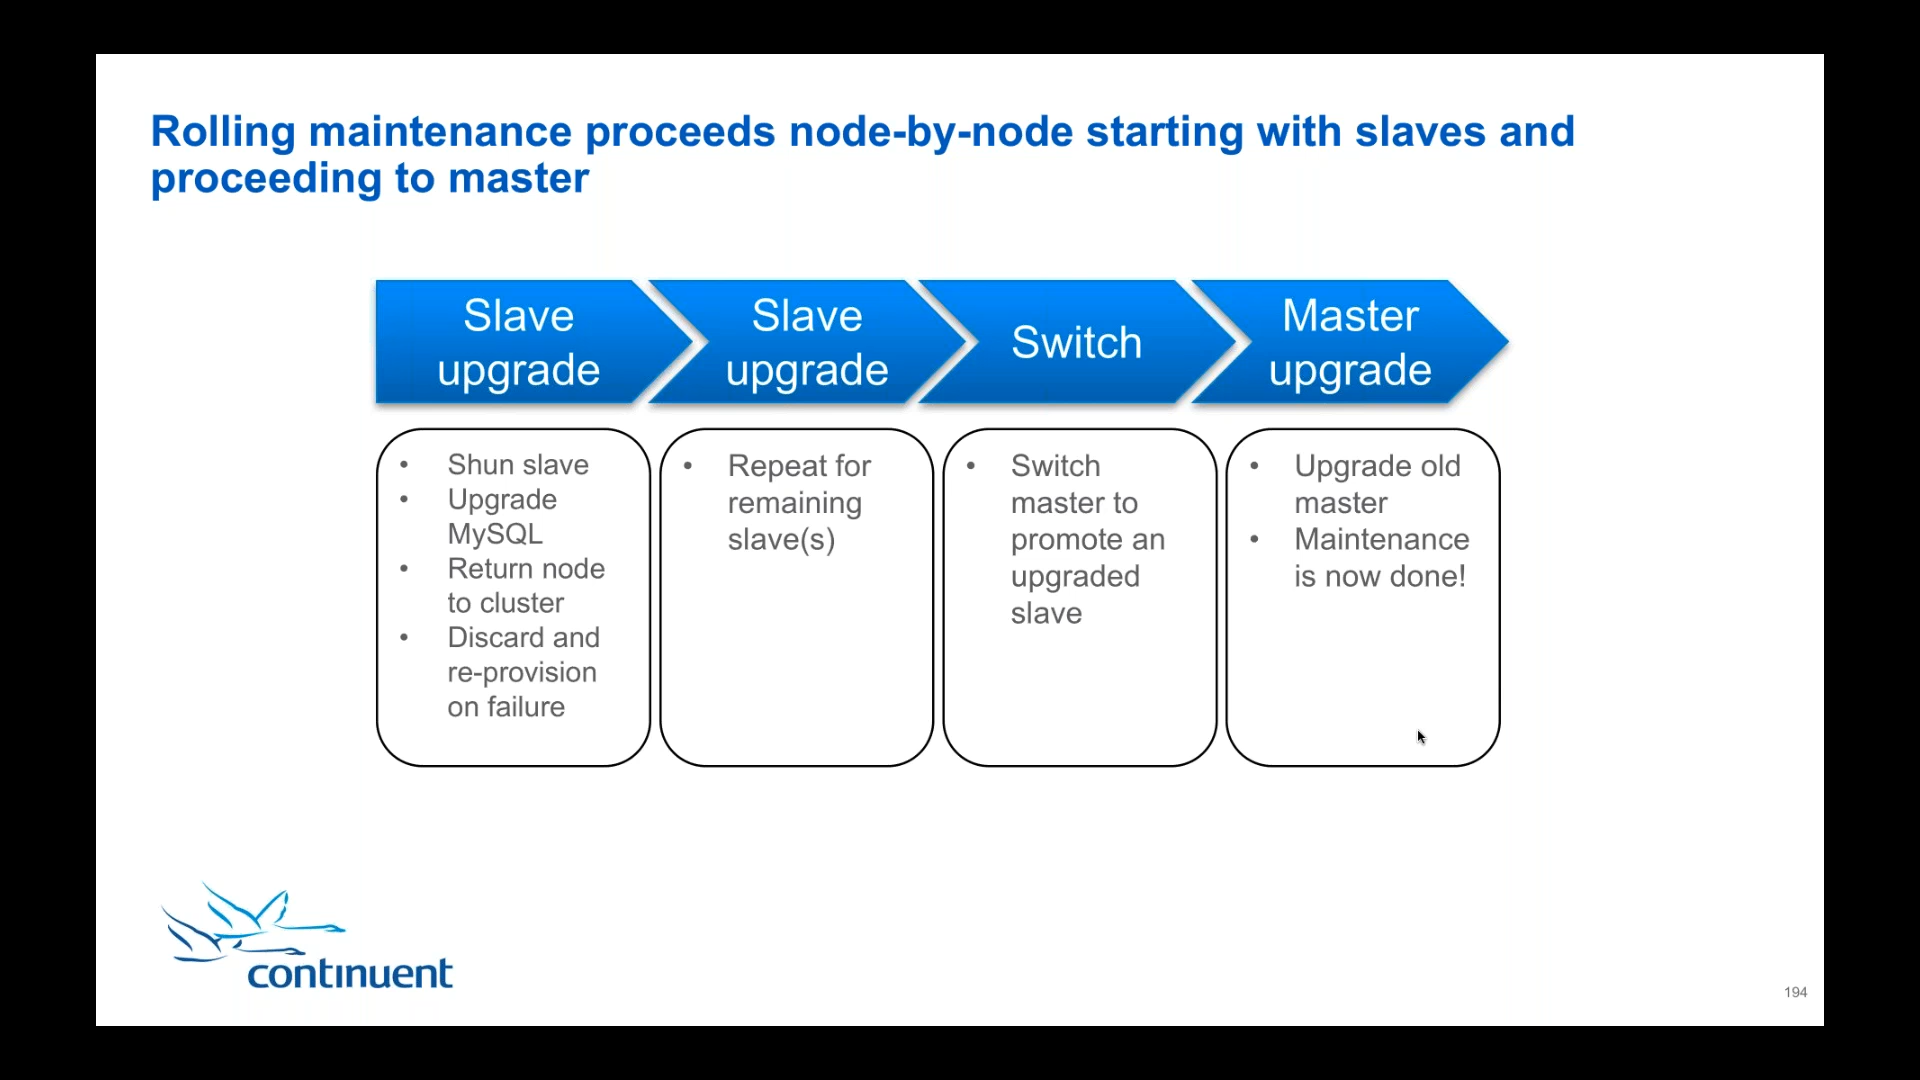 Rolling maintenance proceeds node-by-node starting with slaves and
proceeding to master
Slave
upgrade
Slave
upgrade
Switch
Master
upgrade
• Shun slave
• Upgrade
MySQL
• Return node
to cluster
• Discard and
re-provision
on failure
• Repeat for
remaining
slave(s)
• Switch
master to
promote an
upgraded
slave
• Upgrade old
master
• Maintenance
is now done!
continuent
194